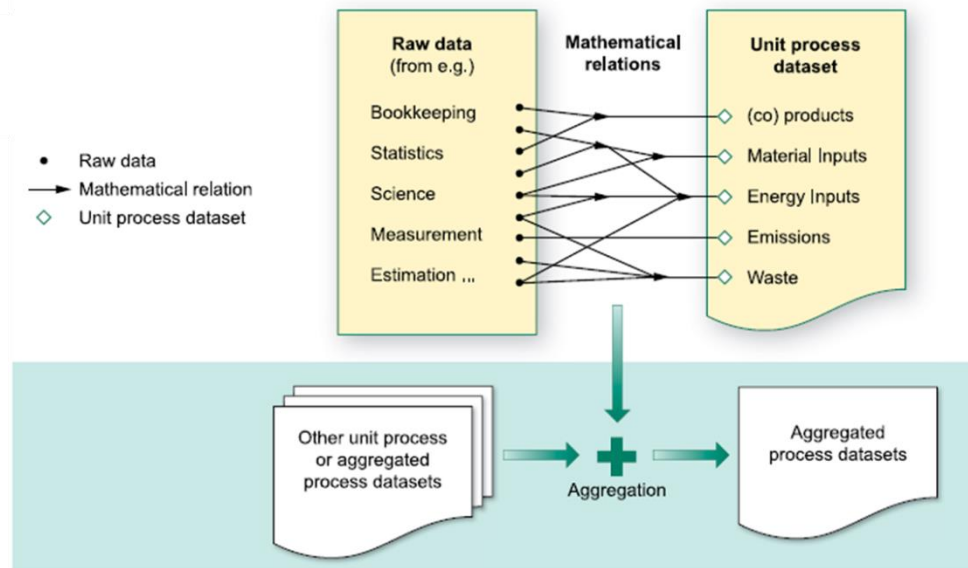 Raw data
(from e.g.)
Bookkeeping
Statistics
Science
Measurement
Estimation ...
Mathematical
relations
Unit process
dataset
(co) products
Material Inputs
Energy Inputs
Emissions
Waste
Raw data
Mathematical relation
Unit process dataset
Other unit process
or aggregated
process datasets
Aggregation
Aggregated
process datasets